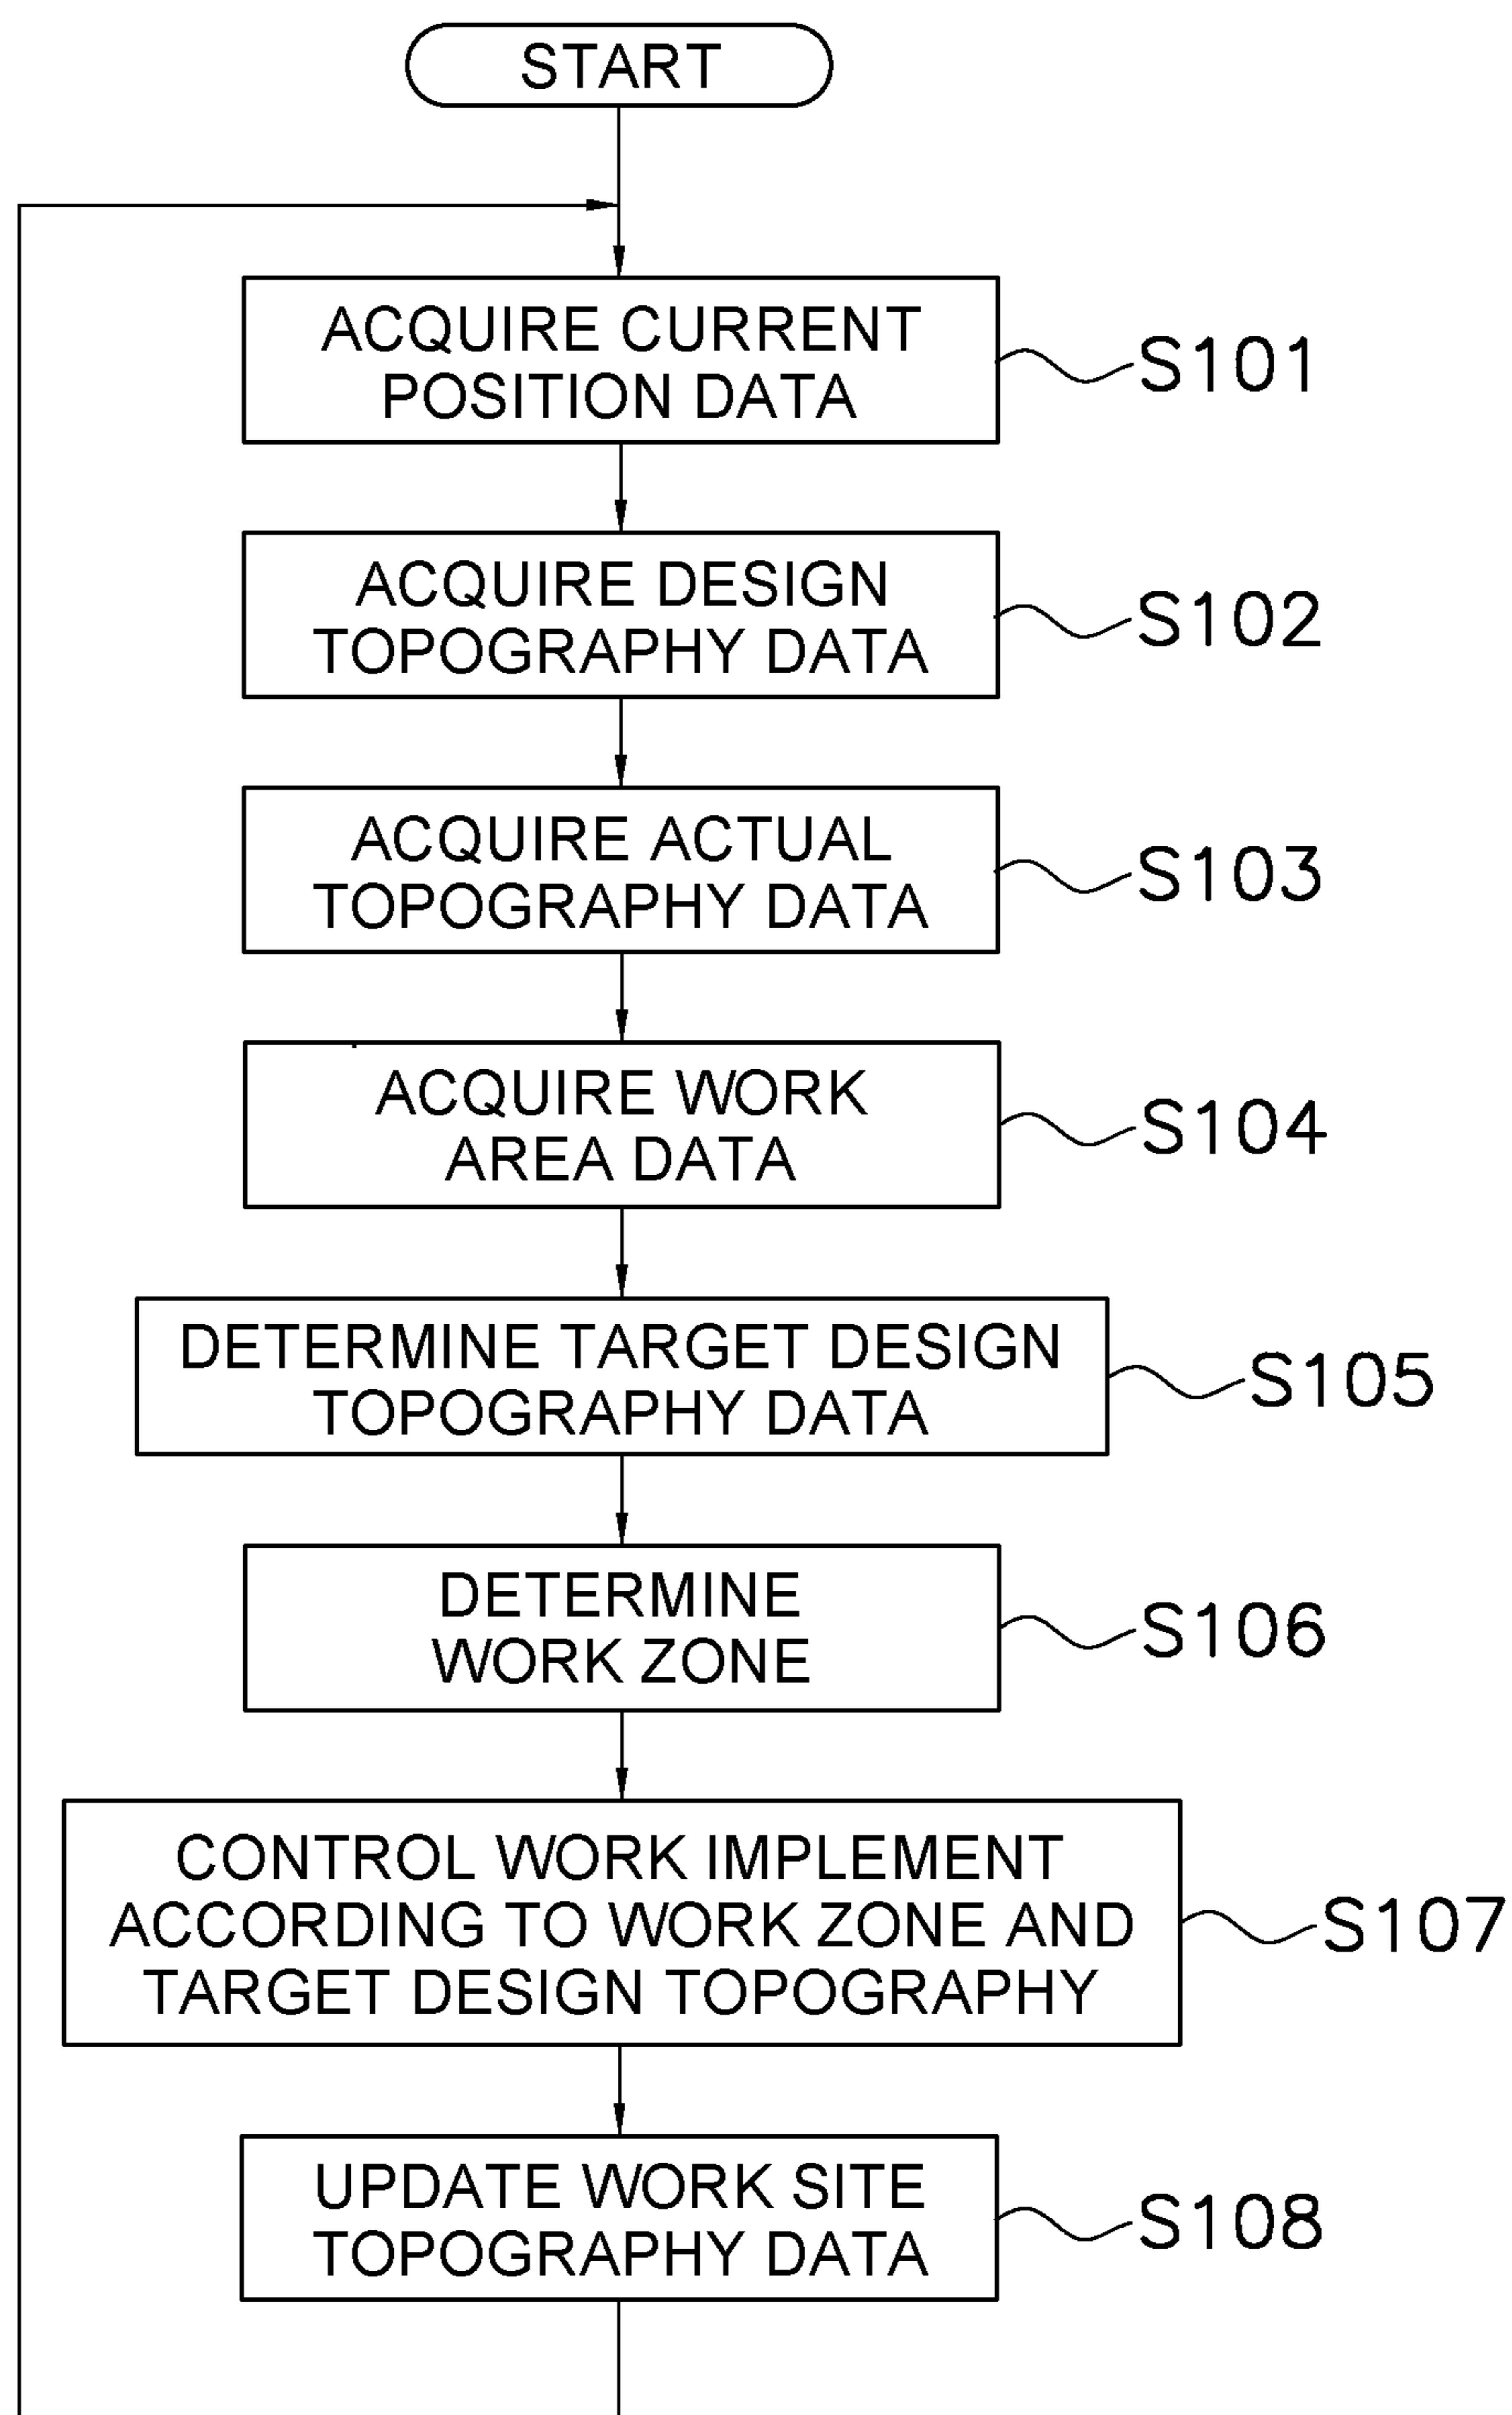 START
ACQUIRE CURRENT
POSITION DATA
S101
ACQUIRE DESIGN
TOPOGRAPHY DATA
S102
ACQUIRE ACTUAL
TOPOGRAPHY DATA
S103
ACQUIRE WORK
AREA DATA
S104
DETERMINE TARGET DESIGN
TOPOGRAPHY DATA
S105
DETERMINE
WORK ZONE
S106
CONTROL WORK IMPLEMENT
ACCORDING TO WORK ZONE AND
TARGET DESIGN TOPOGRAPHY
S107
UPDATE WORK SITE
TOPOGRAPHY DATA
S108